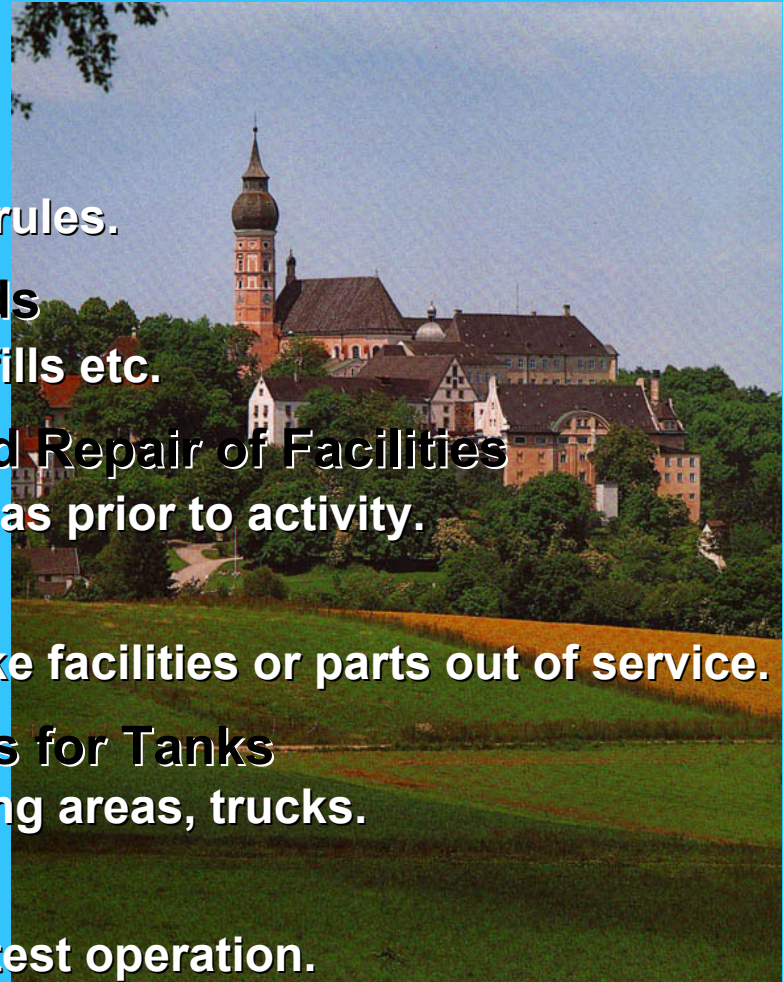 rules.
ds
ills etc.
d Repair of Facilities
as prior to activity.
ke facilities or parts out of service.
s for Tanks
ng areas, trucks.
test operation.